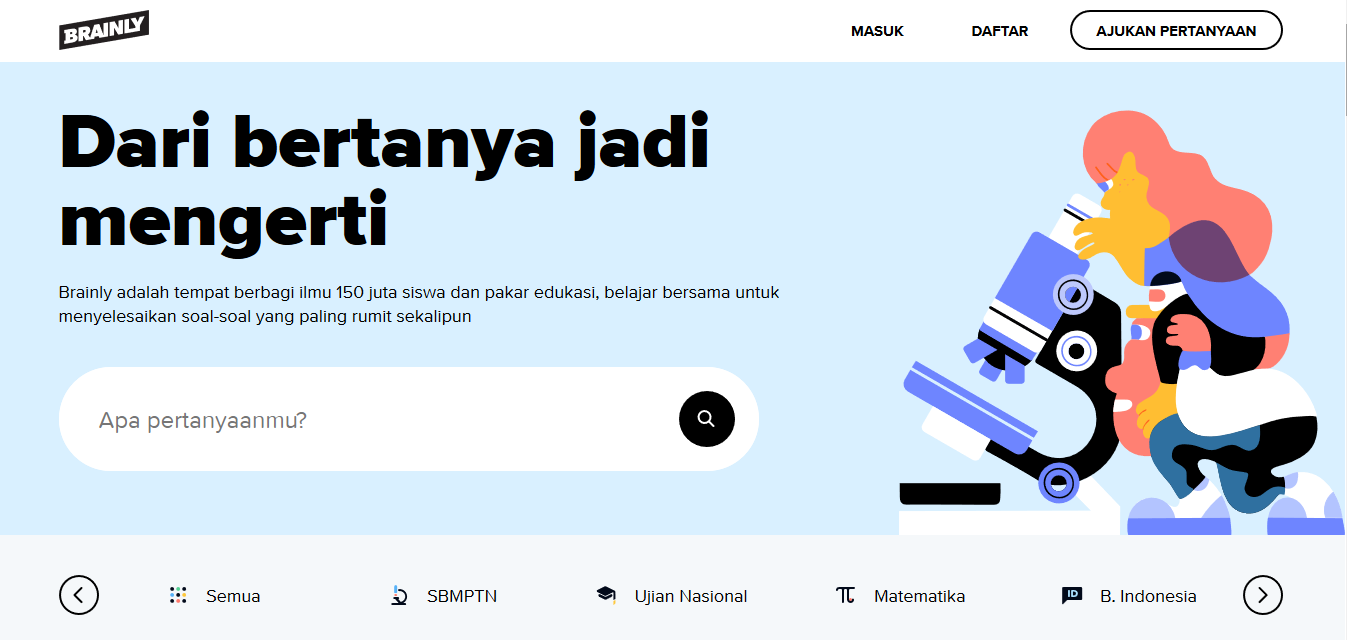 BRAINLY
MASUK
DAFTAR
AJUKAN PERTANYAAN
Dari bertanya jadi
mengerti
Brainly adalah tempat berbagi ilmu 150 juta siswa dan pakar edukasi, belajar bersama untuk
menyelesaikan soal-soal yang paling rumit sekalipun
Apa pertanyaanmu?
Semua
SBMPTN
Ujian Nasional
Matematika
ID
B. Indonesia